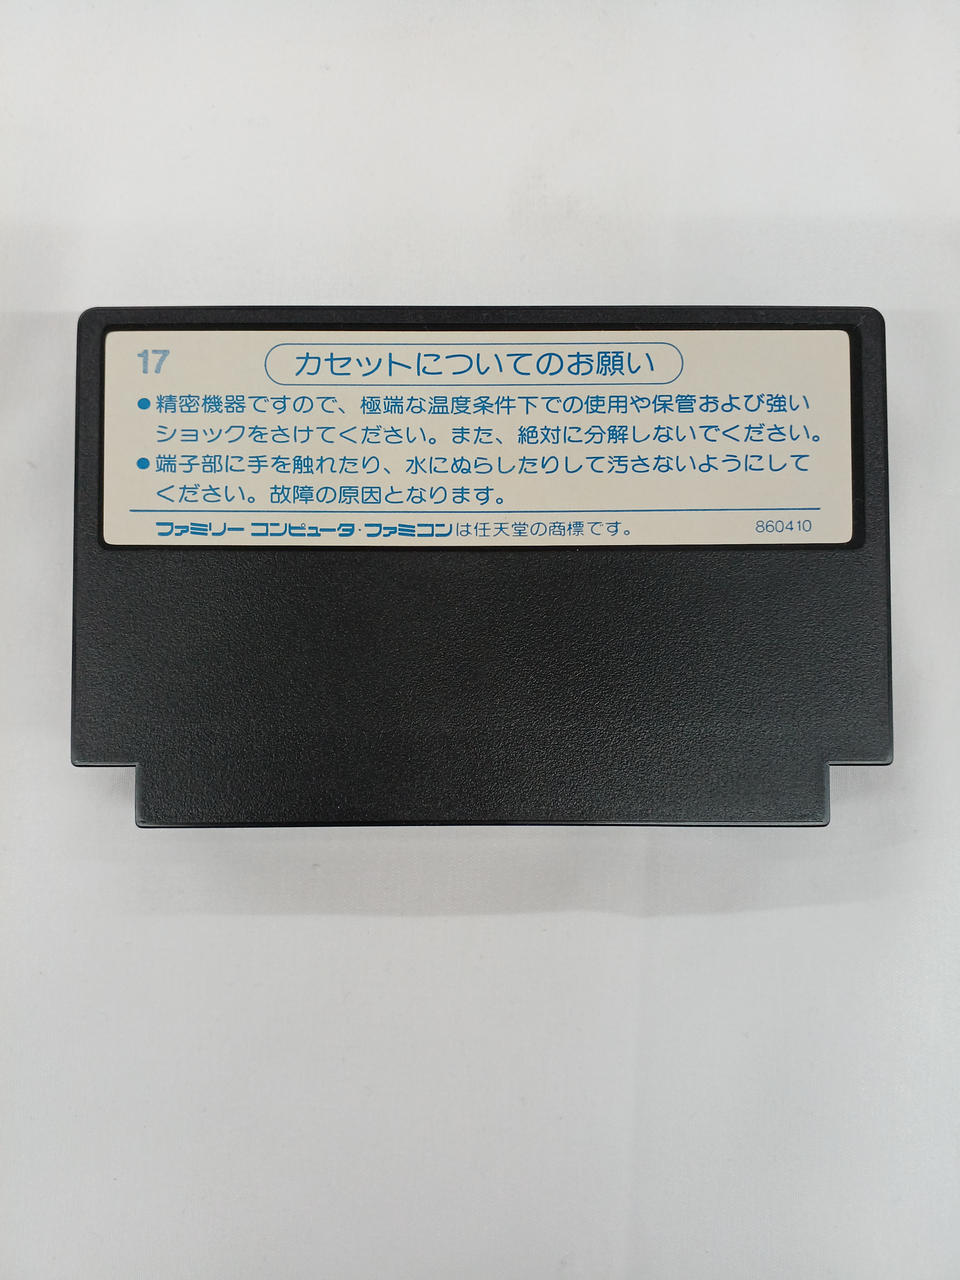 17
カセットについてのお願い
●精密機器ですので、極端な温度条件下での使用や保管および強い
ショックをさけてください。また、絶対に分解しないでください。
●端子部に手を触れたり、水にぬらしたりして汚さないようにして
ください。故障の原因となります。
ファミリー コンピュータ・ファミコンは任天堂の商標です。 860410